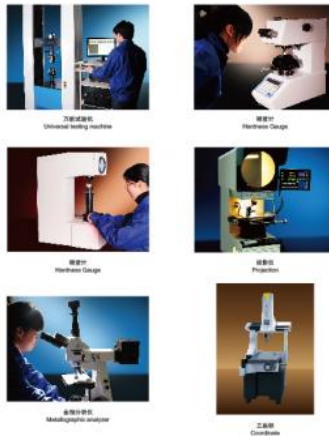 万能试验机
Universal testing machine
硬度计
Hardness Gauge
硬度计
Hardness Gauge
投影仪
Projection
金相分析仪
Metallographic analyzer
三座标
Coordinate